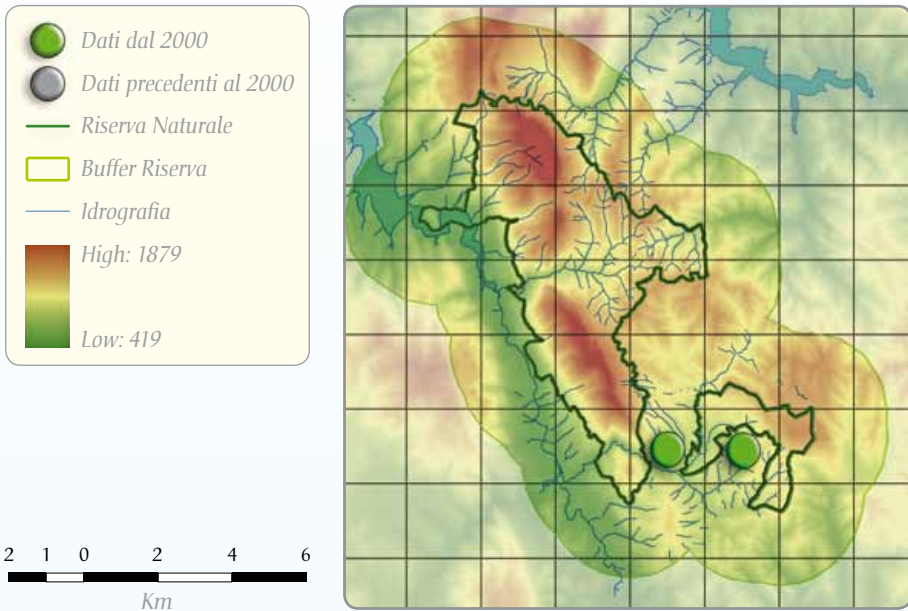 Dati dal 2000
Dati precedenti al 2000
Riserva Naturale
Buffer Riserva
Idrografia
High: 1879
Low: 419
2 1 0 2 4 6
Km